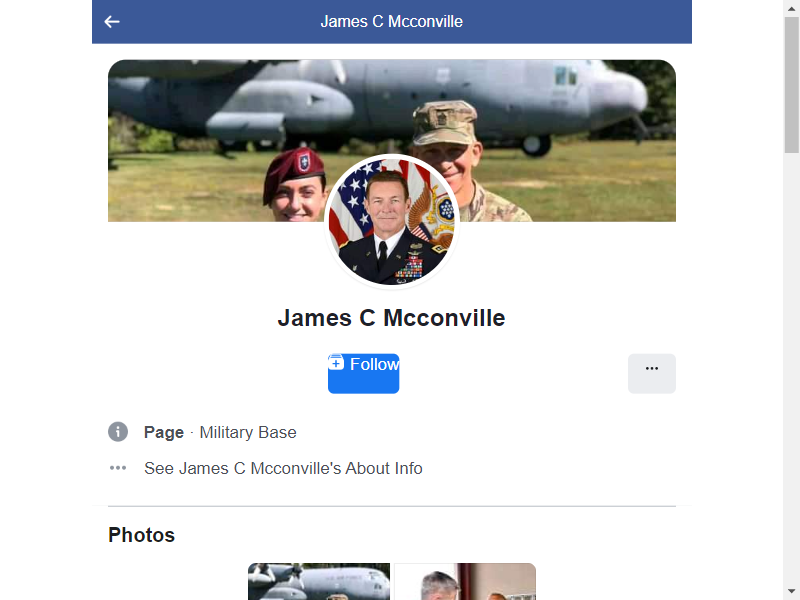 James C Mcconville
James C Mcconville
Follow
Page · Military Base
See James C Mcconville's About Info
Photos